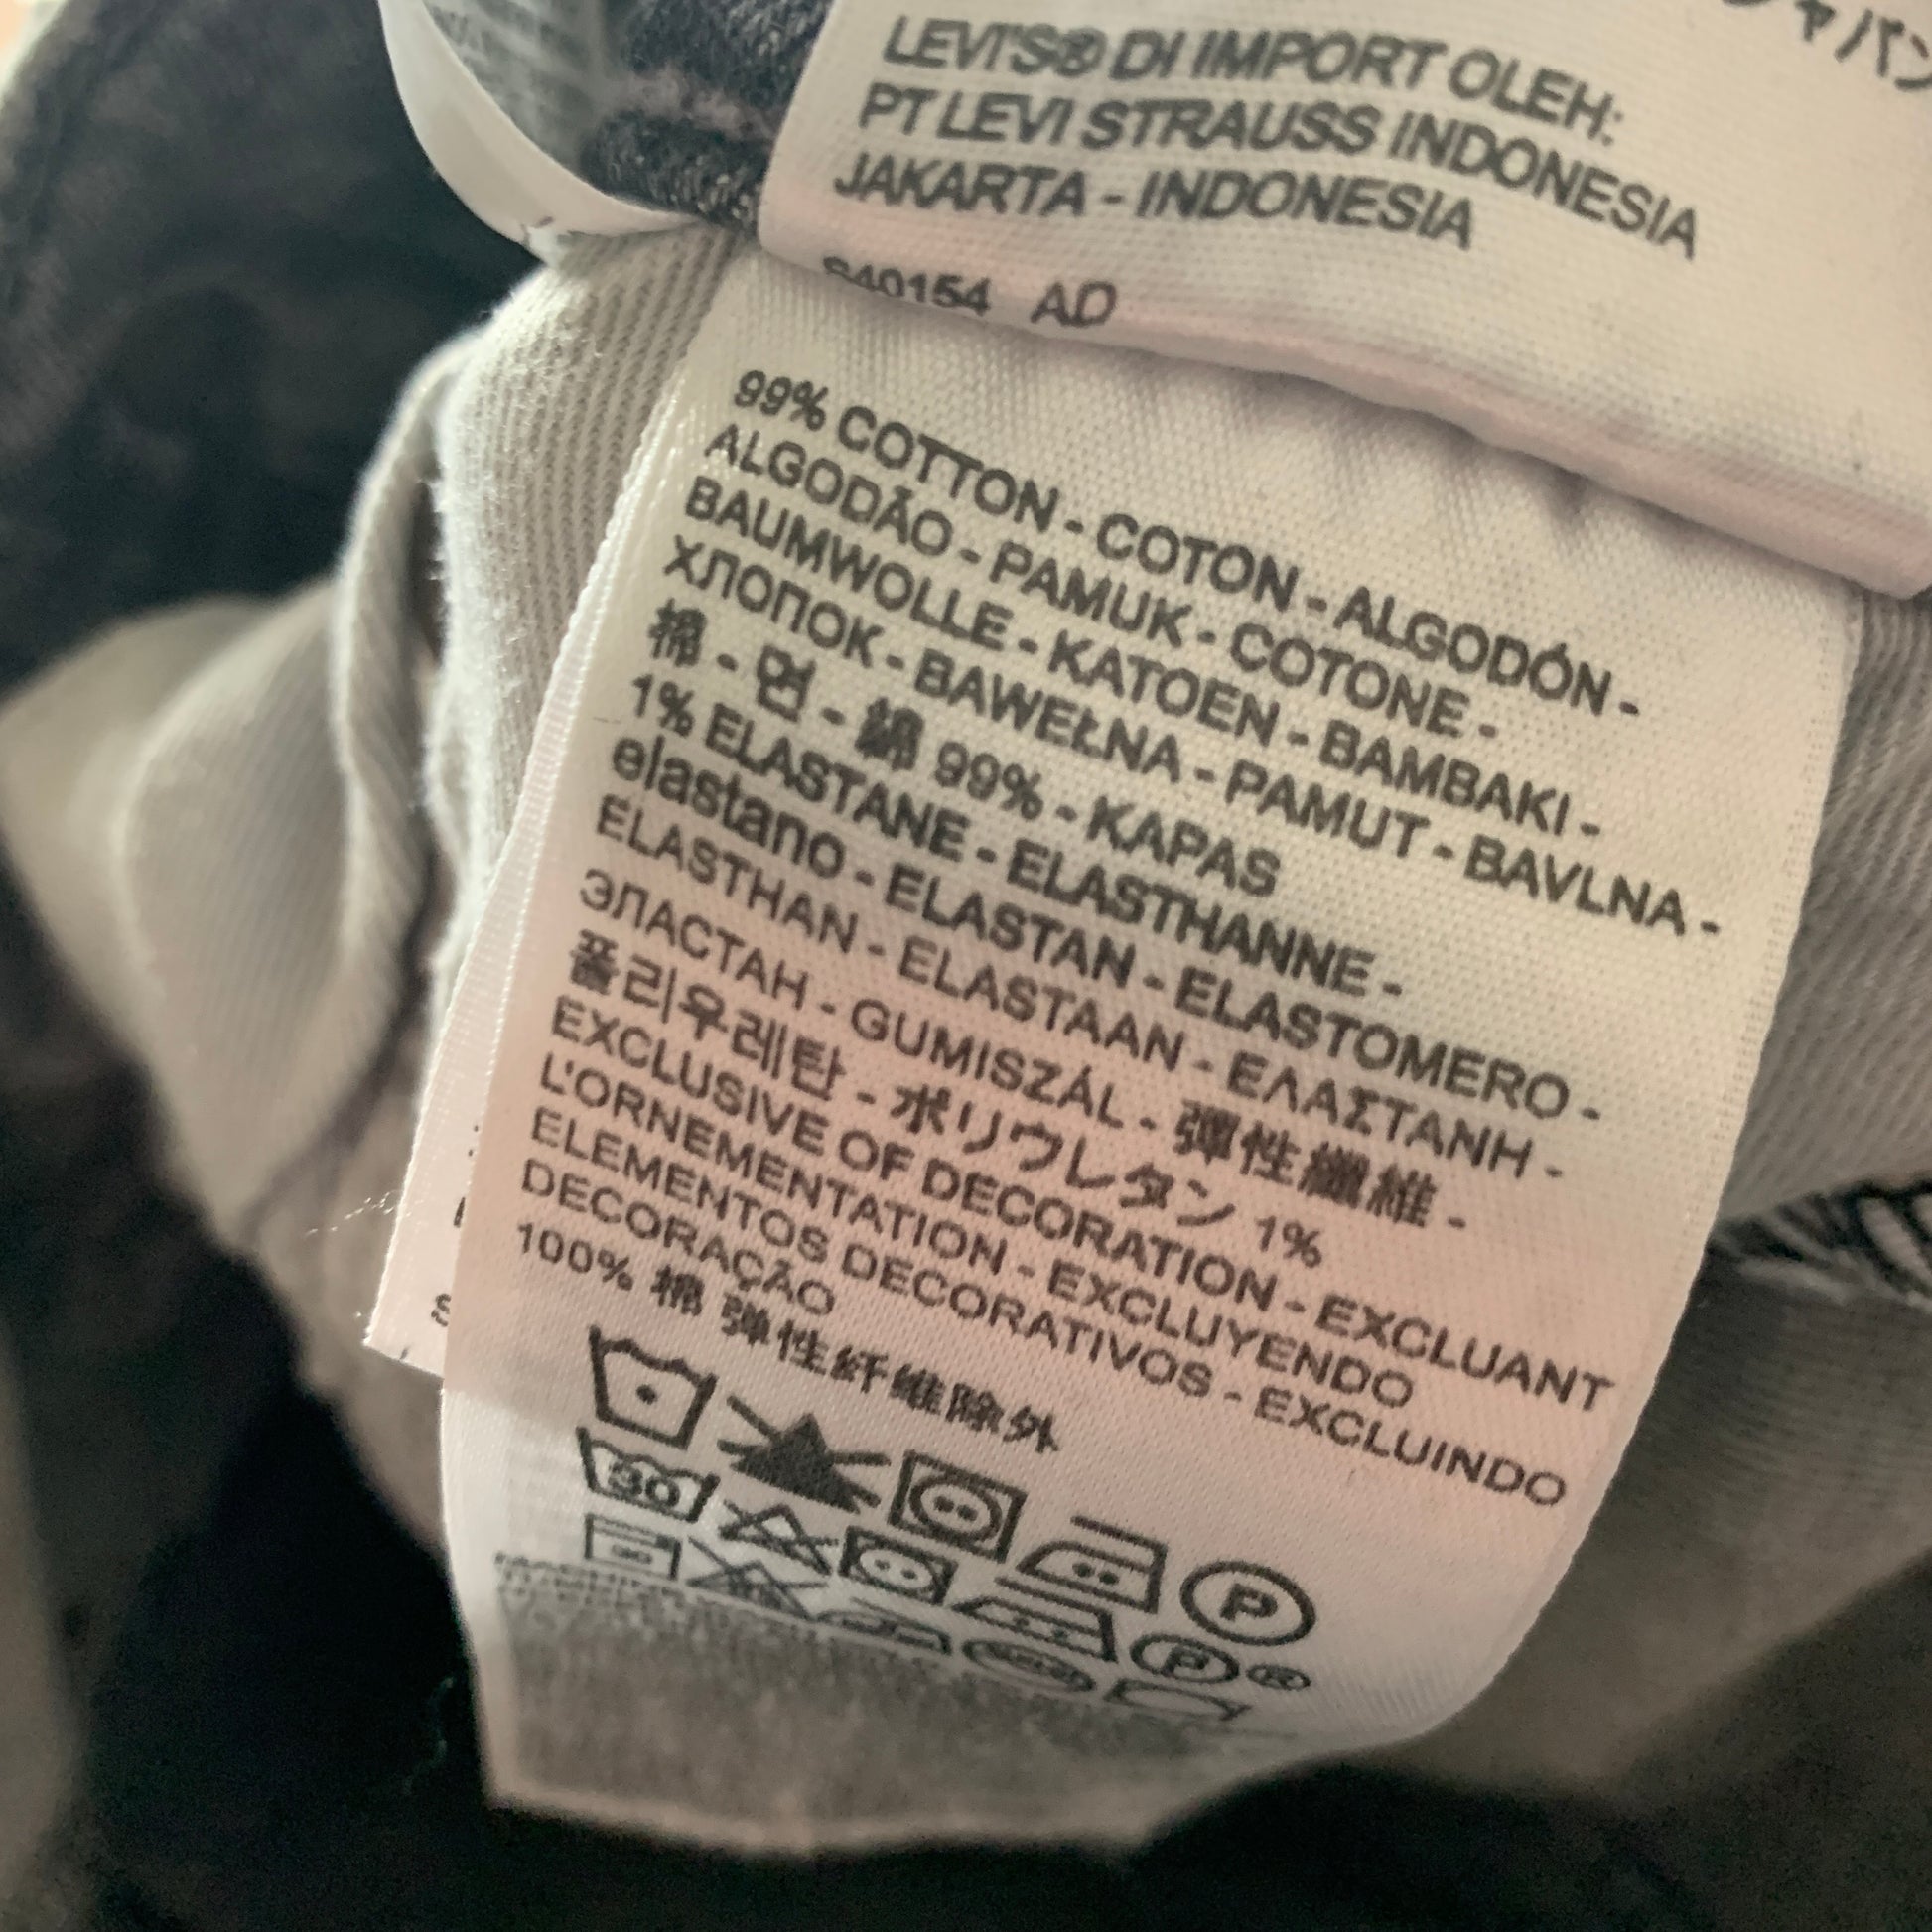 ャパン
LEVI'S® DI IMPORT OLEH:
PT LEVI STRAUSS INDONESIA
JAKARTA - INDONESIA
S40154 AD
99% COTTON - COTON - ALGODÓN -
ALGODÃO - PAMUK - COTONE -
BAUMWOLLE - KATOEN - BAMBAKI -
ХЛОПОК - BAWEŁNA - PAMUT - BAVLNA -
棉 - 면 - 綿 99% - KAPAS
1% ELASTANE - ELASTHANNE -
elastano - ELASTAN - ELASTOMERO -
ELASTHAN - ELASTAAN - ΕΛΑΣΤΑΝΗ -
ЭЛАСТАН - GUMISZÁL - 彈性纖維 -
폴리우레탄 - ポリウレタン 1%
EXCLUSIVE OF DECORATION - EXCLUANT
L'ORNEMENTATION - EXCLUYENDO
ELEMENTOS DECORATIVOS - EXCLUINDO
DECORAÇÃO
100% 棉 弹性纤维除外
P
30 P ®